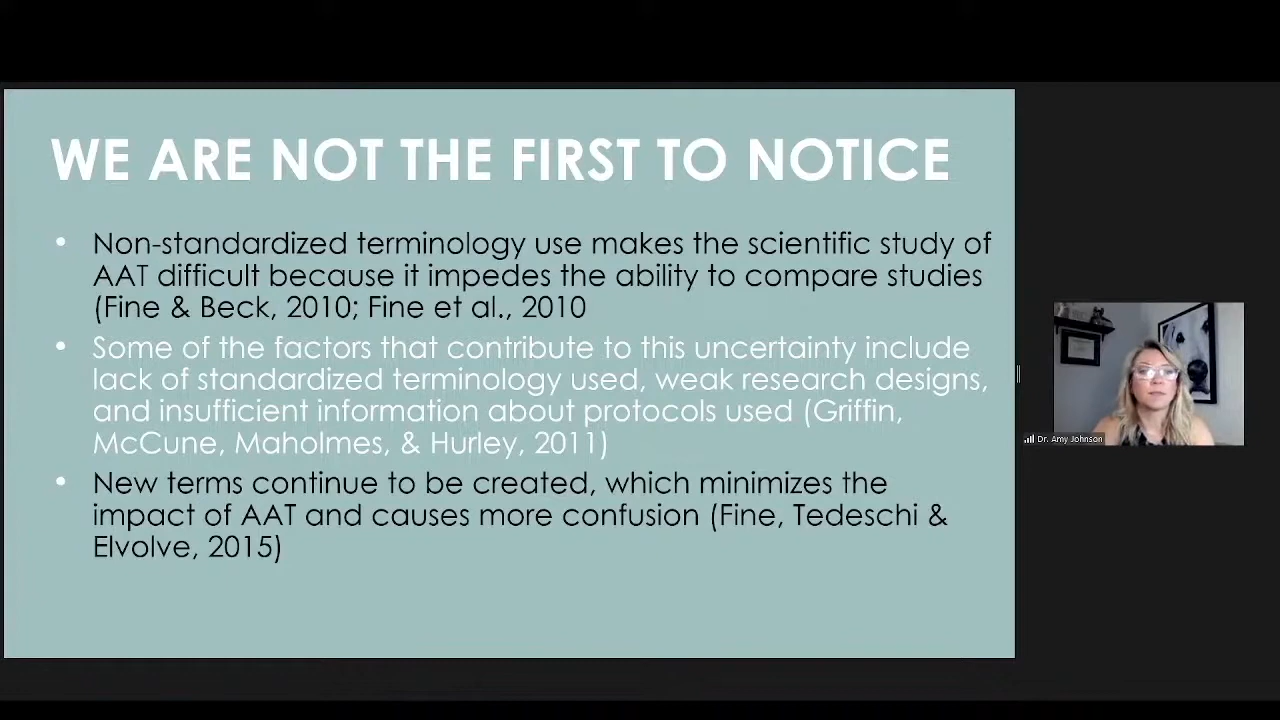 WE ARE NOT THE FIRST TO NOTICE
• Non-standardized terminology use makes the scientific study of
AAT difficult because it impedes the ability to compare studies
(Fine & Beck, 2010; Fine et al., 2010
• Some of the factors that contribute to this uncertainty include
lack of standardized terminology used, weak research designs,
and insufficient information about protocols used (Griffin,
McCune, Maholmes, & Hurley, 2011)
• New terms continue to be created, which minimizes the
impact of AAT and causes more confusion (Fine, Tedeschi &
Elvolve, 2015)
Dr. Amy Johnson